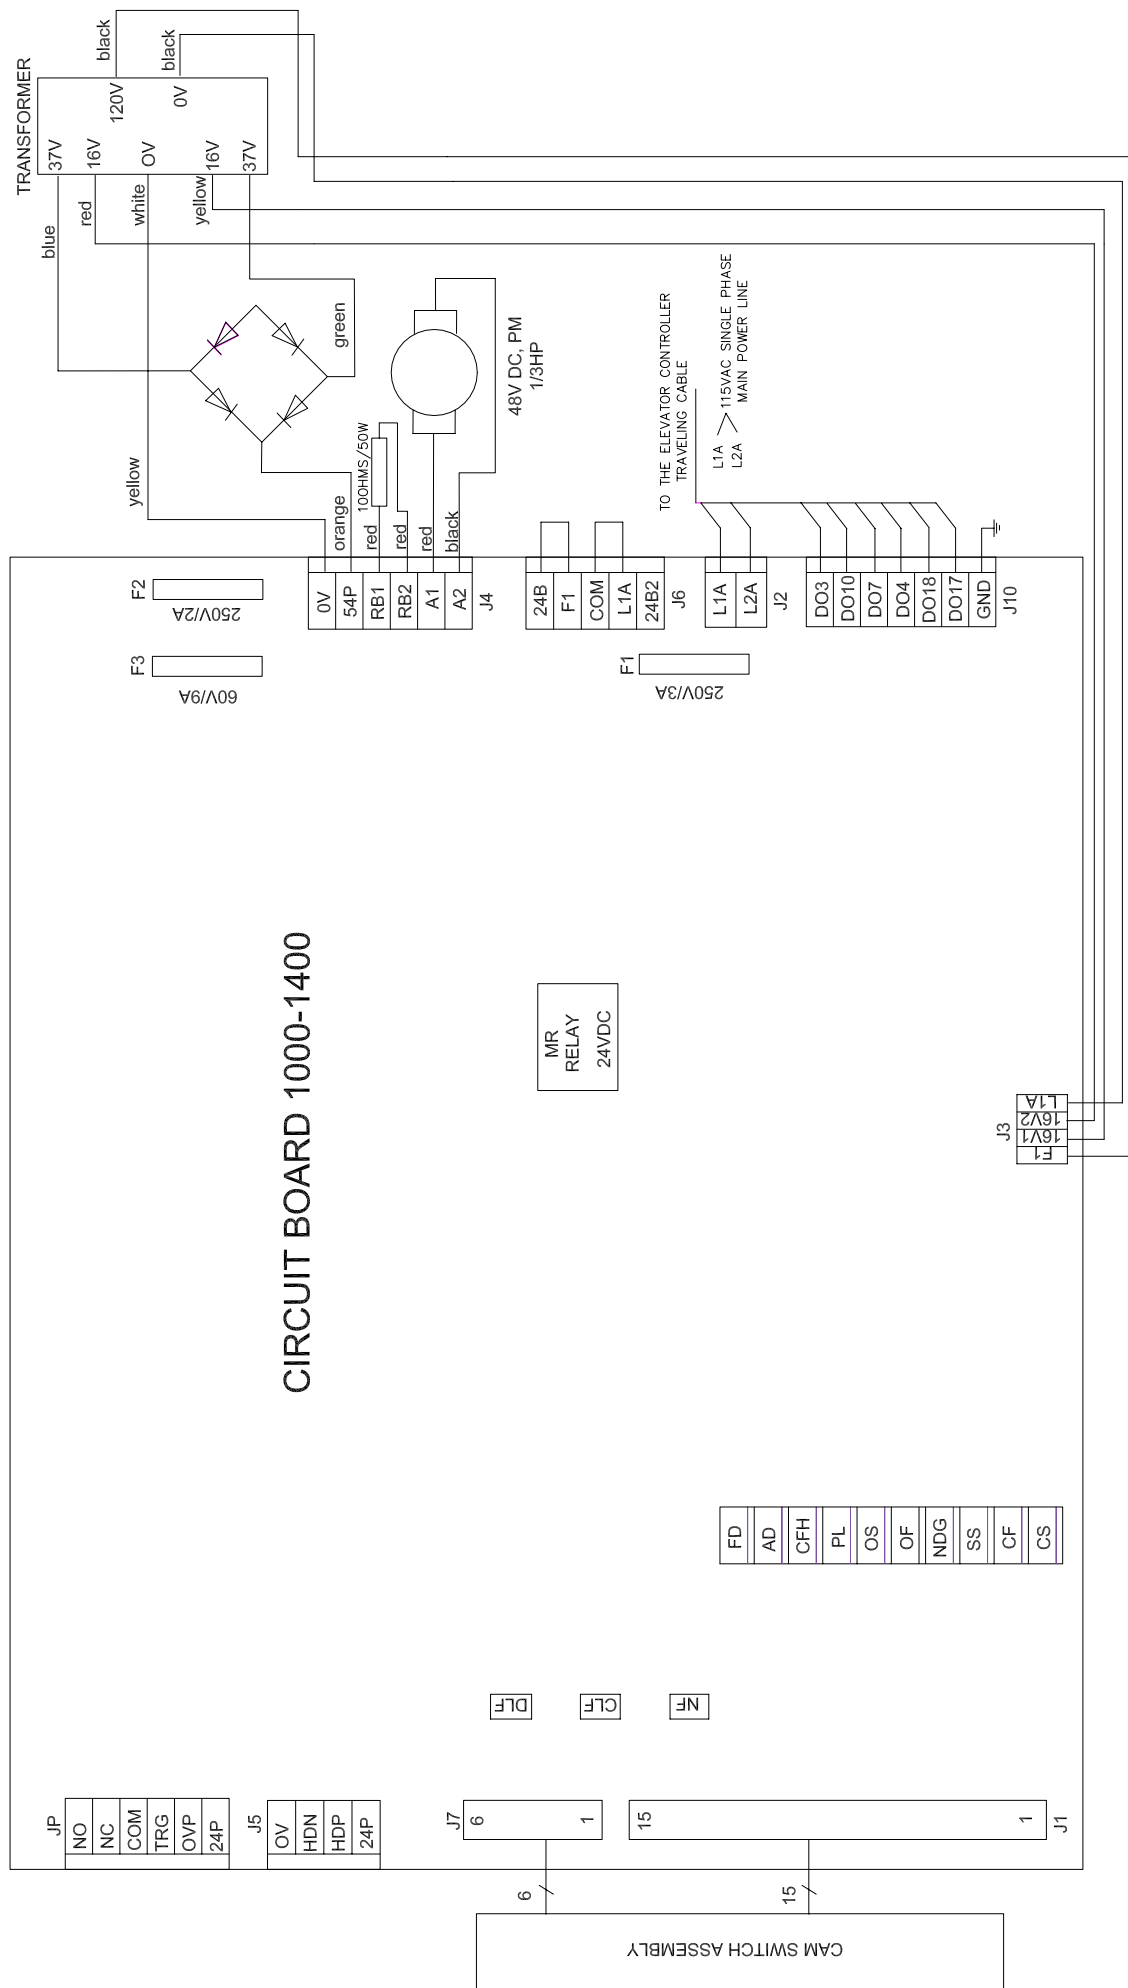 TRANSFORMER
37V
16V
OV
16V
37V
120V
0V
black
black
blue
red
white
yellow
green
yellow
orange
red
red
red
black
100HMS/50W
48V DC, PM
1/3HP
TO THE ELEVATOR CONTROLLER
TRAVELING CABLE
L1A
L2A
115VAC SINGLE PHASE
MAIN POWER LINE
F2
250V/2A
F3
60V/9A
0V
54P
RB1
RB2
A1
A2
J4
24B
F1
COM
L1A
24B2
J6
F1
250V/3A
L1A
L2A
J2
DO3
DO10
DO7
DO4
DO18
DO17
GND
J10
CIRCUIT BOARD 1000-1400
MR
RELAY
24VDC
J3
L1A
16V2
16V1
F1
FD
AD
CFH
PL
OS
OF
NDG
SS
CF
CS
DLF
CLF
NF
JP
NO
NC
COM
TRG
OVP
24P
J5
OV
HDN
HDP
24P
J7
6
1
15
1
J1
6
15
CAM SWITCH ASSEMBLY